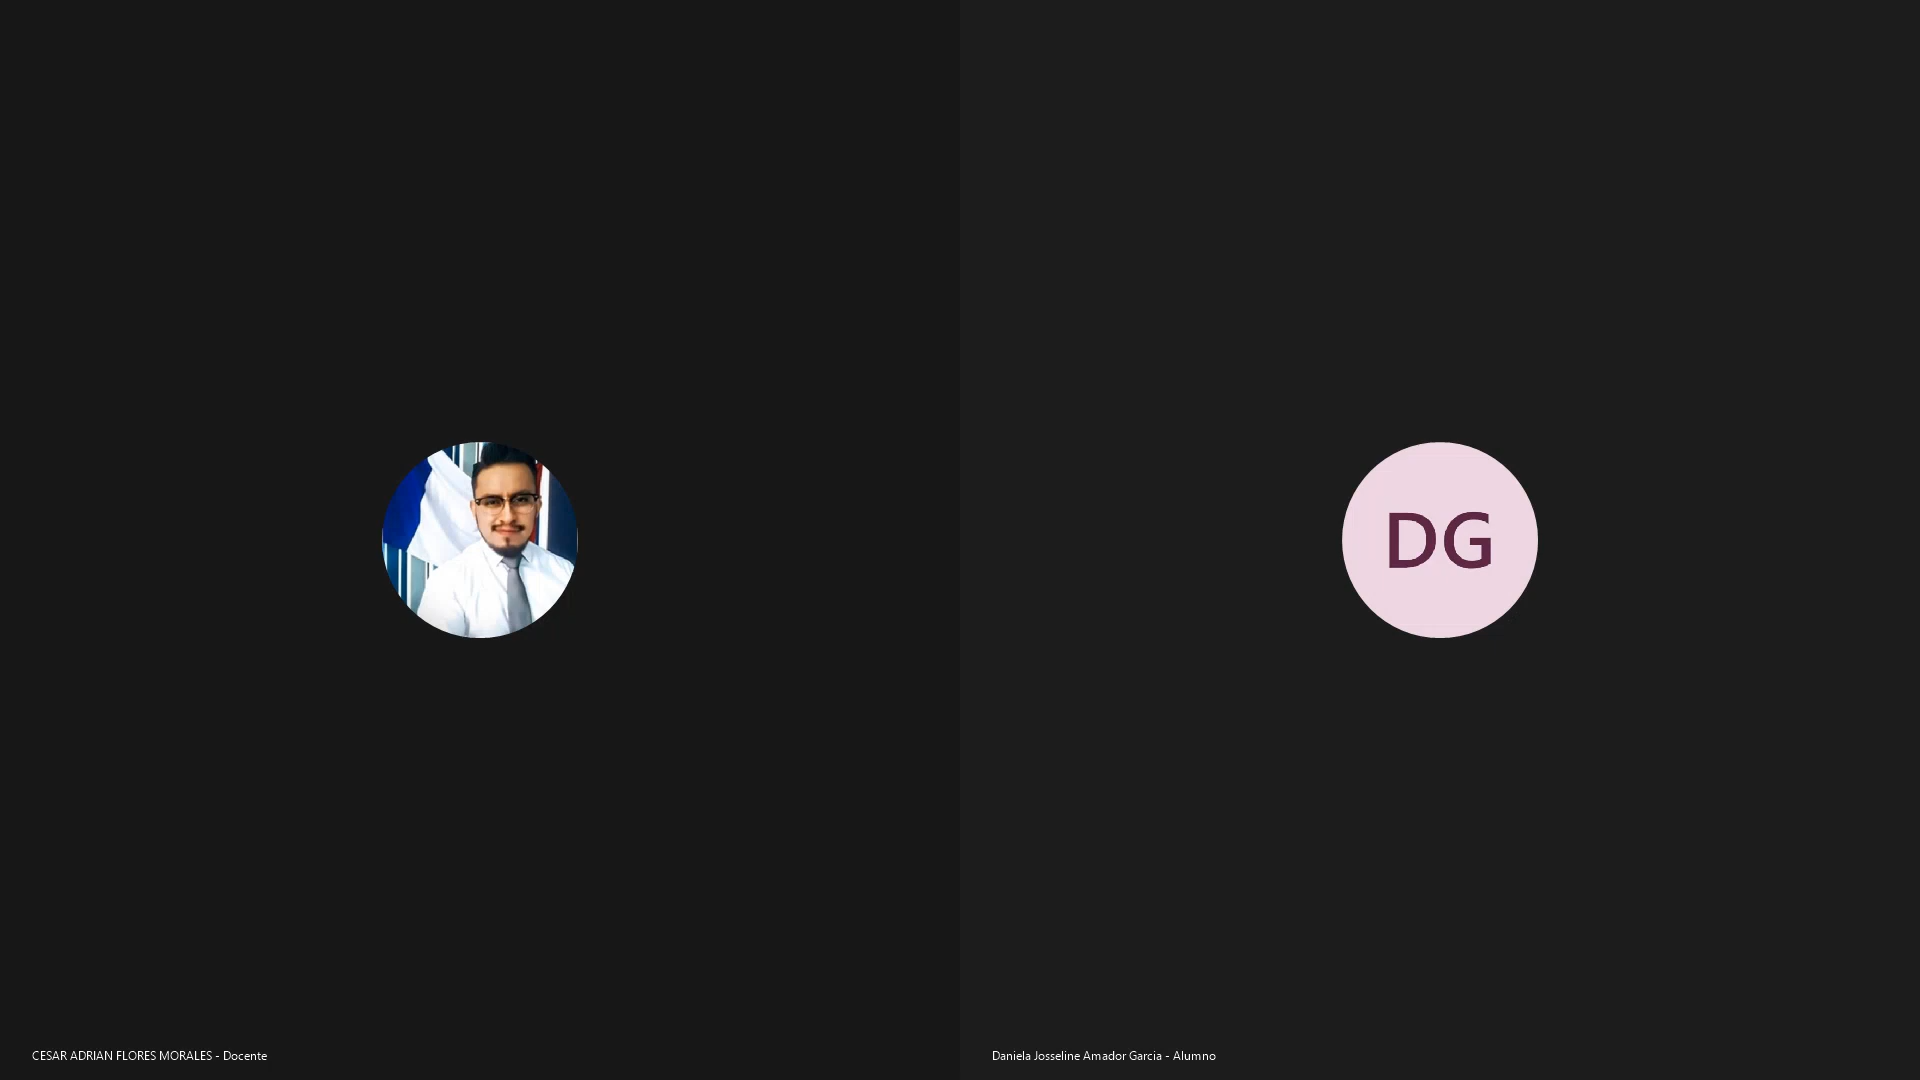 DG
CESAR ADRIAN FLORES MORALES - Docente
Daniela Josseline Amador Garcia - Alumno